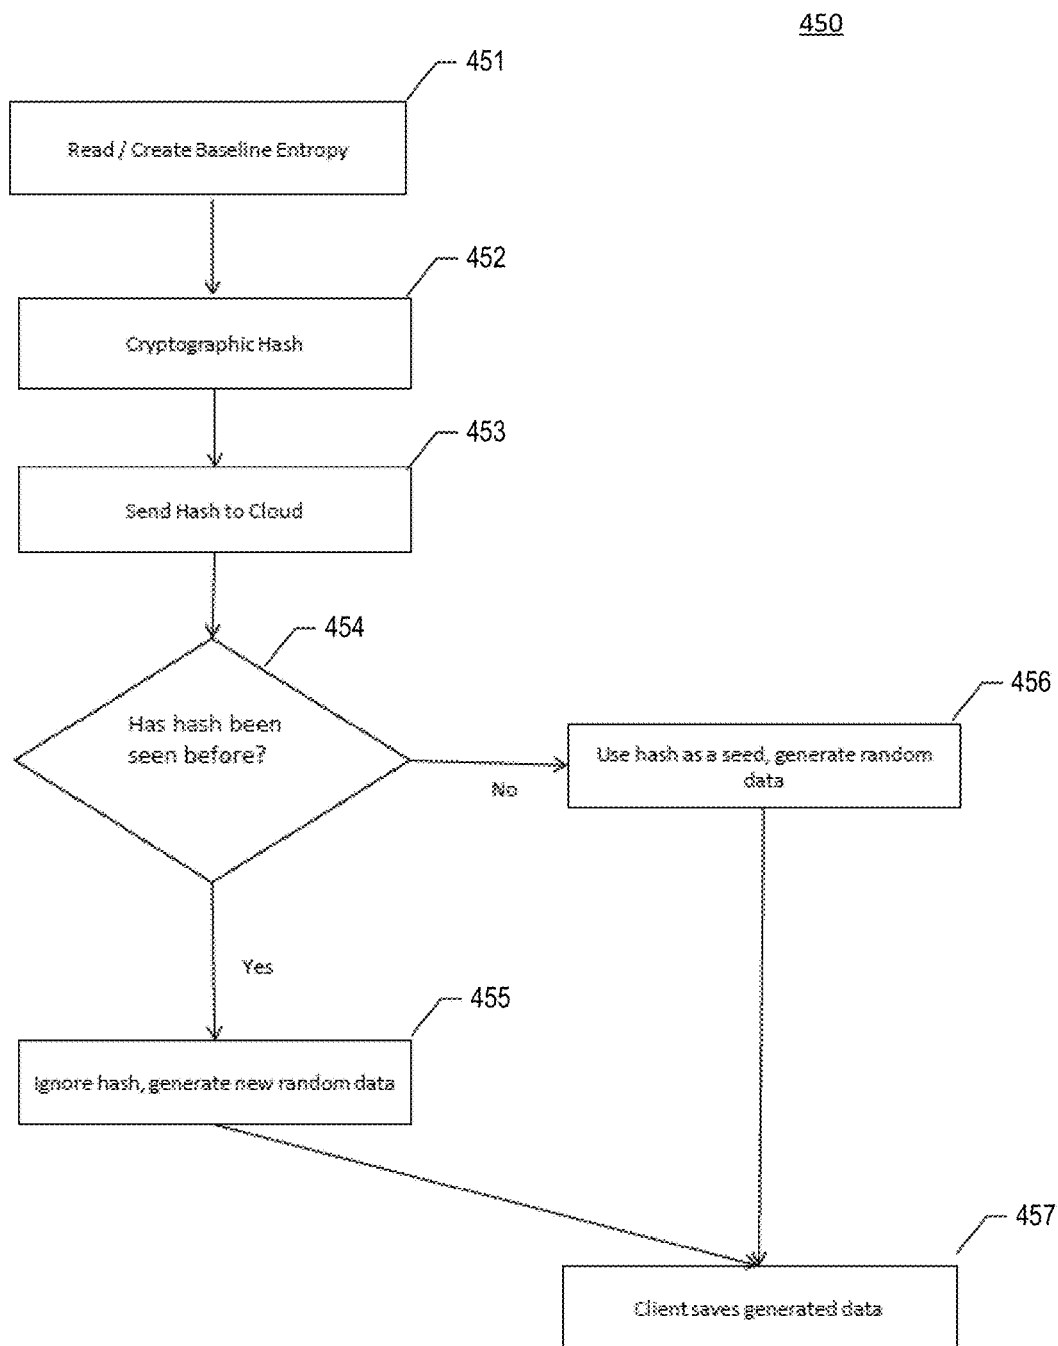 450
451
Read / Create Baseline Entropy
452
Cryptographic Hash
453
Send Hash to Cloud
454
Has hash been
seen before?
456
Use hash as a seed, generate random
data
No
Yes
455
Ignore hash, generate new random data
457
Client saves generated data